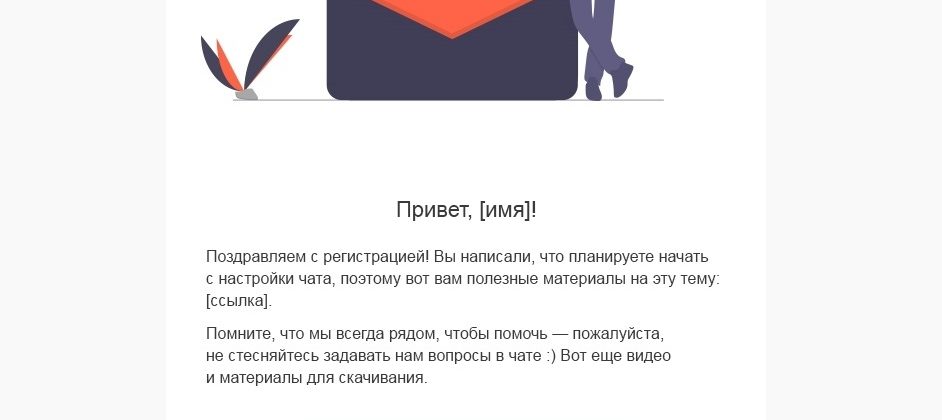 Привет, [имя]!
Поздравляем с регистрацией! Вы написали, что планируете начать
с настройки чата, поэтому вот вам полезные материалы на эту тему:
[ссылка].
Помните, что мы всегда рядом, чтобы помочь — пожалуйста,
не стесняйтесь задавать нам вопросы в чате :) Вот еще видео
и материалы для скачивания.